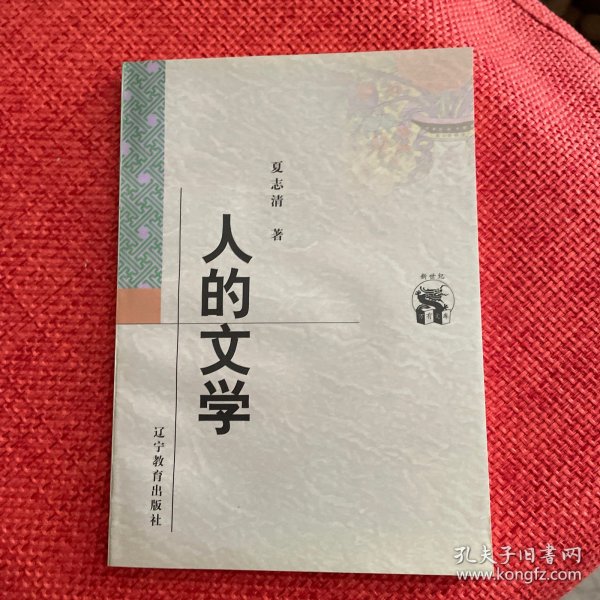 夏志清 著
人的文学
新世纪
辽宁教育出版社
孔夫子旧书网
www.kongfz.com